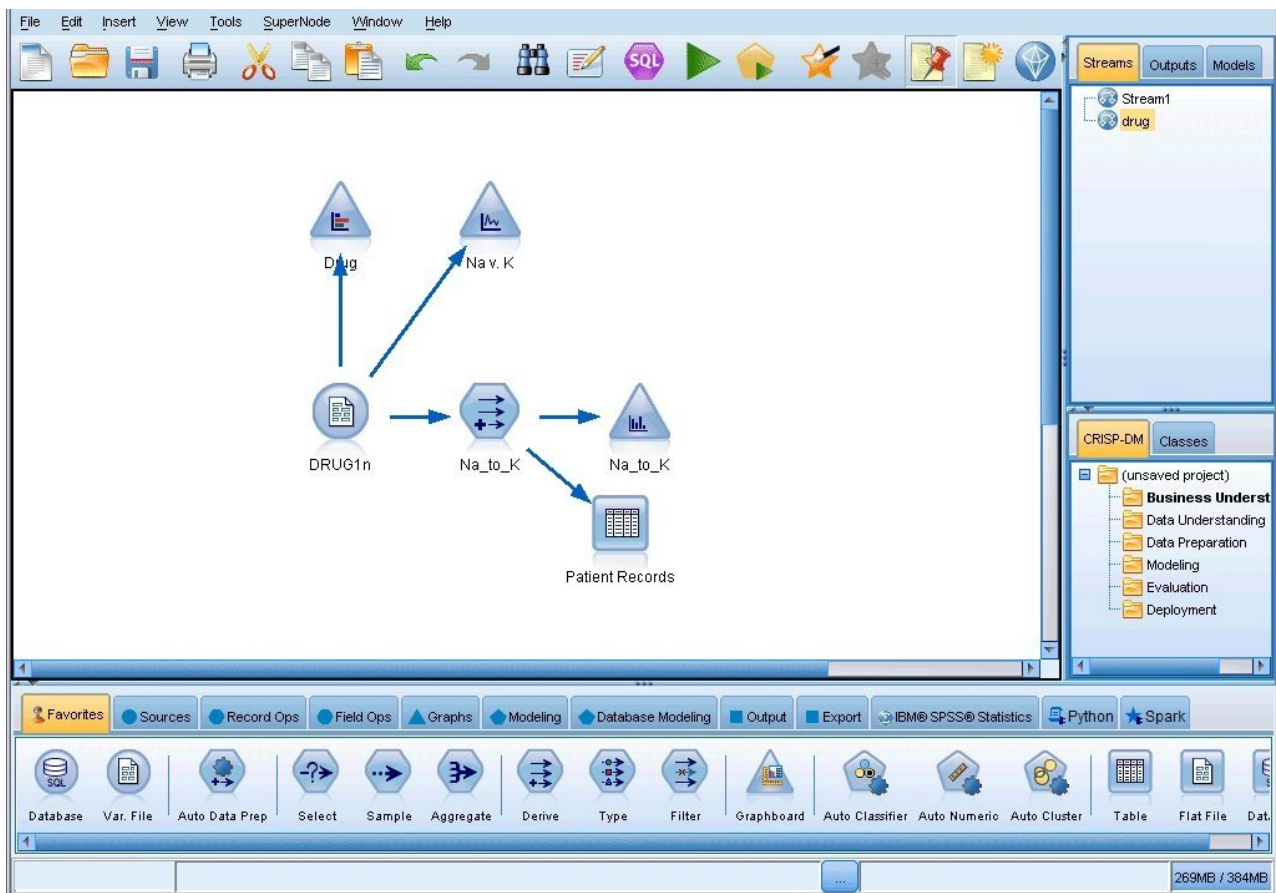 File Edit Insert View Tools SuperNode Window Help
SQL
Streams Outputs Models
Stream1
drug
Drug
Na v. K
DRUG1n
Na_to_K
Na_to_K
Patient Records
CRISP-DM Classes
(unsaved project)
Business Underst
Data Understanding
Data Preparation
Modeling
Evaluation
Deployment
Favorites Sources Record Ops Field Ops Graphs Modeling Database Modeling Output Export IBM® SPSS® Statistics Python Spark
SQL
Database Var. File Auto Data Prep Select Sample Aggregate Derive Type Filter Graphboard Auto Classifier Auto Numeric Auto Cluster Table Flat File Dat
... 269MB / 384MB